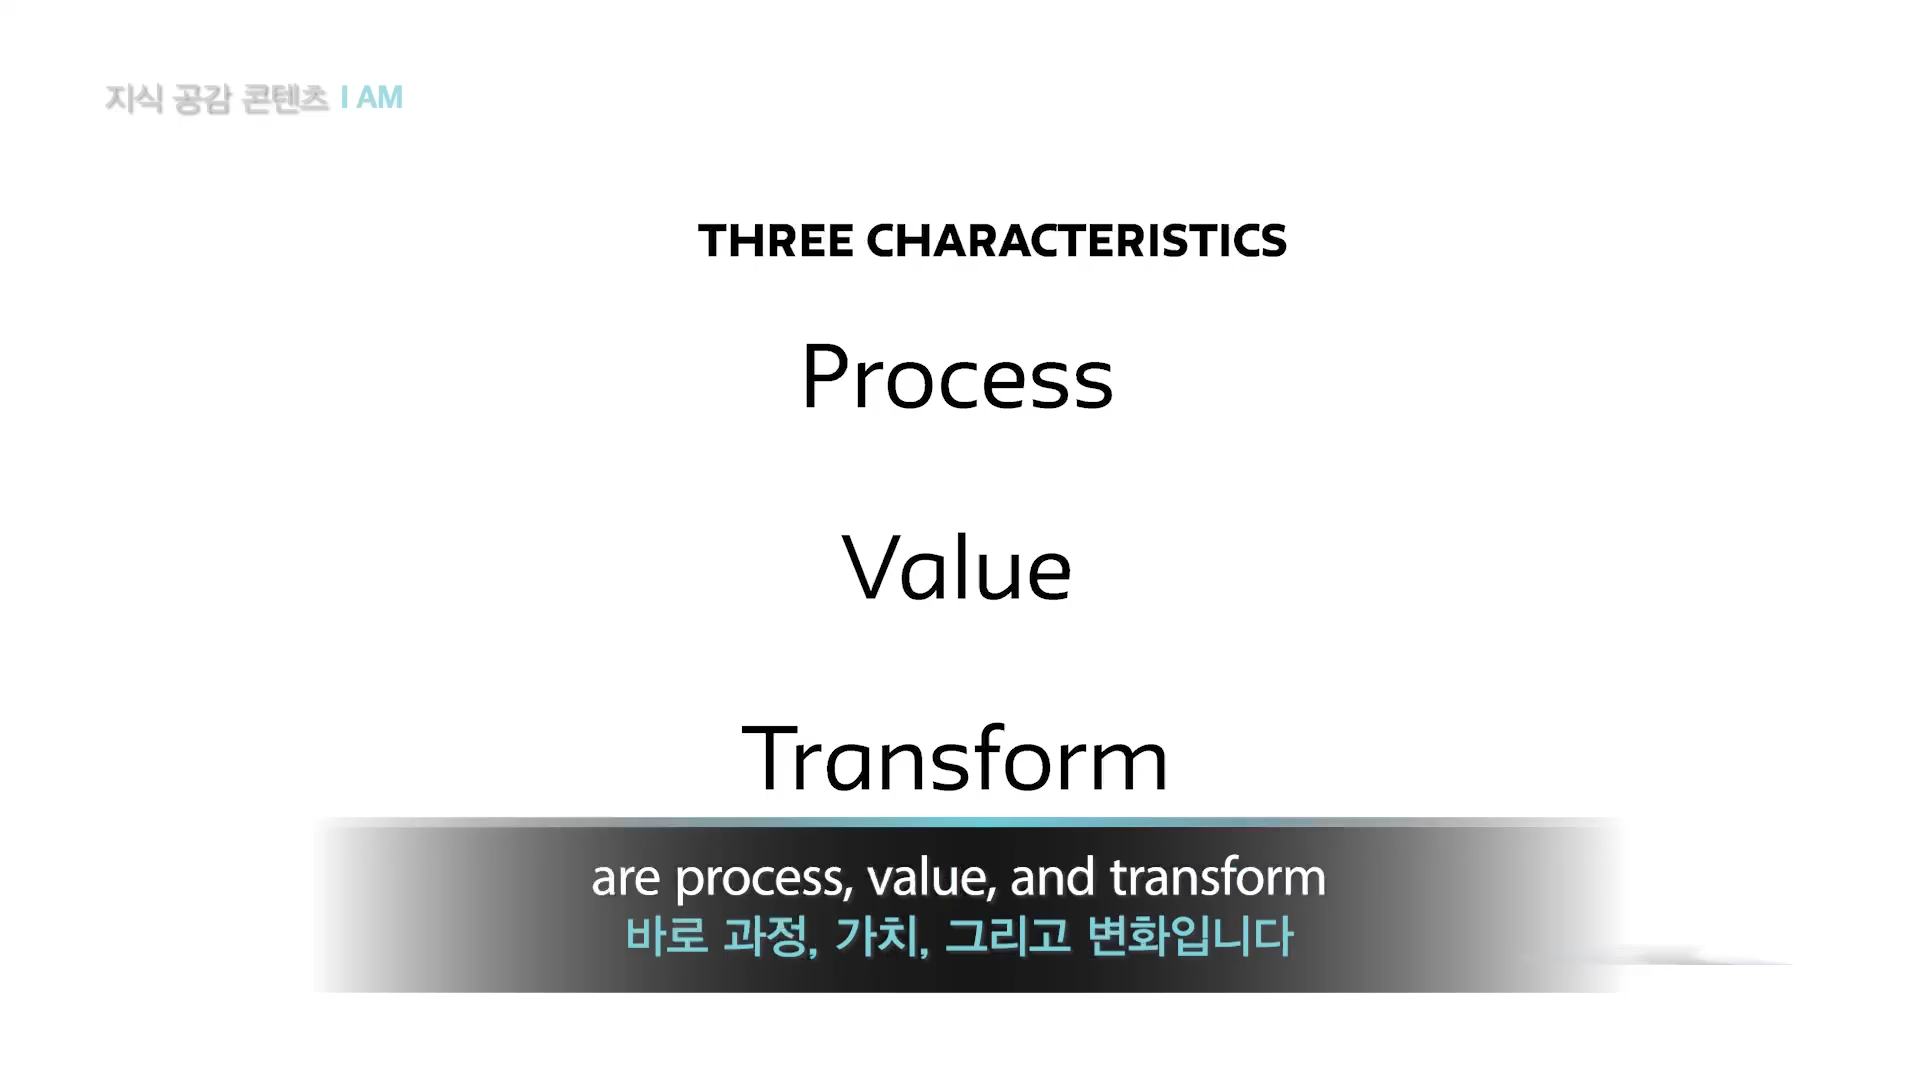 지식 공감 콘텐츠 I AM
THREE CHARACTERISTICS
Process
Value
Transform
are process, value, and transform
바로 과정, 가치, 그리고 변화입니다